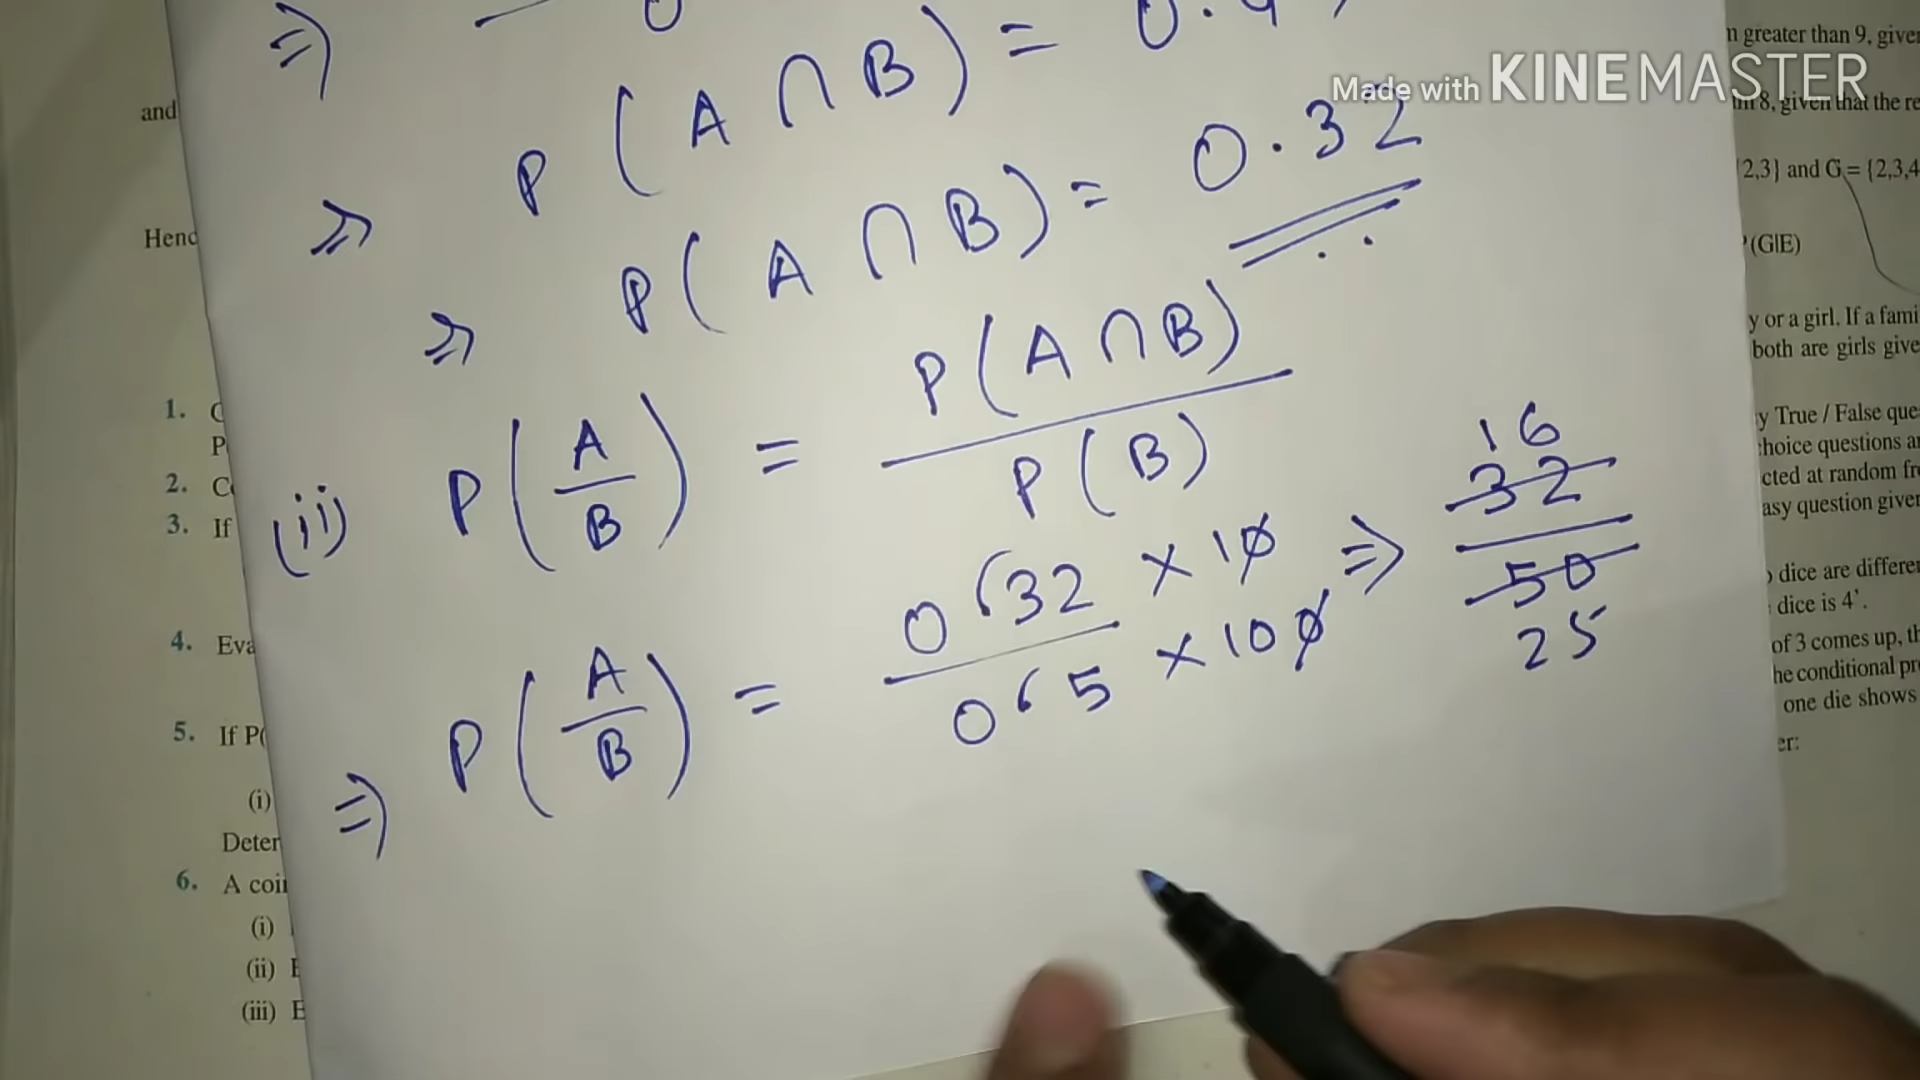 ⇒ P(A∩B) = 0.4
Made with KINEMASTER
⇒ P(A∩B) = 0.32
⇒
(ii) P(A/B) = P(A∩B)/P(B)
⇒ P(A/B) = 032/05 × 10/100 ⇒ 32/50
16
25
and
Henc
1.
2.
3. If
4. Eva
5. If P(
(i)
Deter
6. A coi
(i)
(ii) E
(iii) E
greater than 9, give
8, given that the re
2,3} and G = {2,3,4
(G|E)
y or a girl. If a fami
both are girls give
y True / False que
hoice questions a
cted at random fr
asy question give
dice are differe
dice is 4'.
of 3 comes up, th
he conditional pr
one die shows
er: